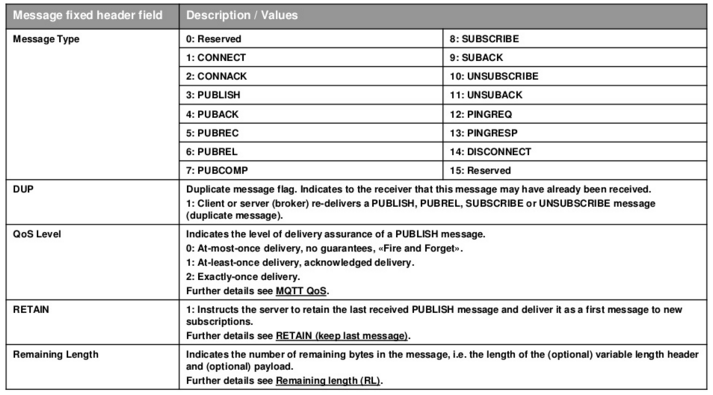 Message fixed header field Description / Values
Message Type 0: Reserved 8: SUBSCRIBE
1: CONNECT 9: SUBACK
2: CONNACK 10: UNSUBSCRIBE
3: PUBLISH 11: UNSUBACK
4: PUBACK 12: PINGREQ
5: PUBREC 13: PINGRESP
6: PUBREL 14: DISCONNECT
7: PUBCOMP 15: Reserved
DUP Duplicate message flag. Indicates to the receiver that this message may have already been received.
1: Client or server (broker) re-delivers a PUBLISH, PUBREL, SUBSCRIBE or UNSUBSCRIBE message
(duplicate message).
QoS Level Indicates the level of delivery assurance of a PUBLISH message.
0: At-most-once delivery, no guarantees, «Fire and Forget».
1: At-least-once delivery, acknowledged delivery.
2: Exactly-once delivery.
Further details see MQTT QoS.
RETAIN 1: Instructs the server to retain the last received PUBLISH message and deliver it as a first message to new
subscriptions.
Further details see RETAIN (keep last message).
Remaining Length Indicates the number of remaining bytes in the message, i.e. the length of the (optional) variable length header
and (optional) payload.
Further details see Remaining length (RL).